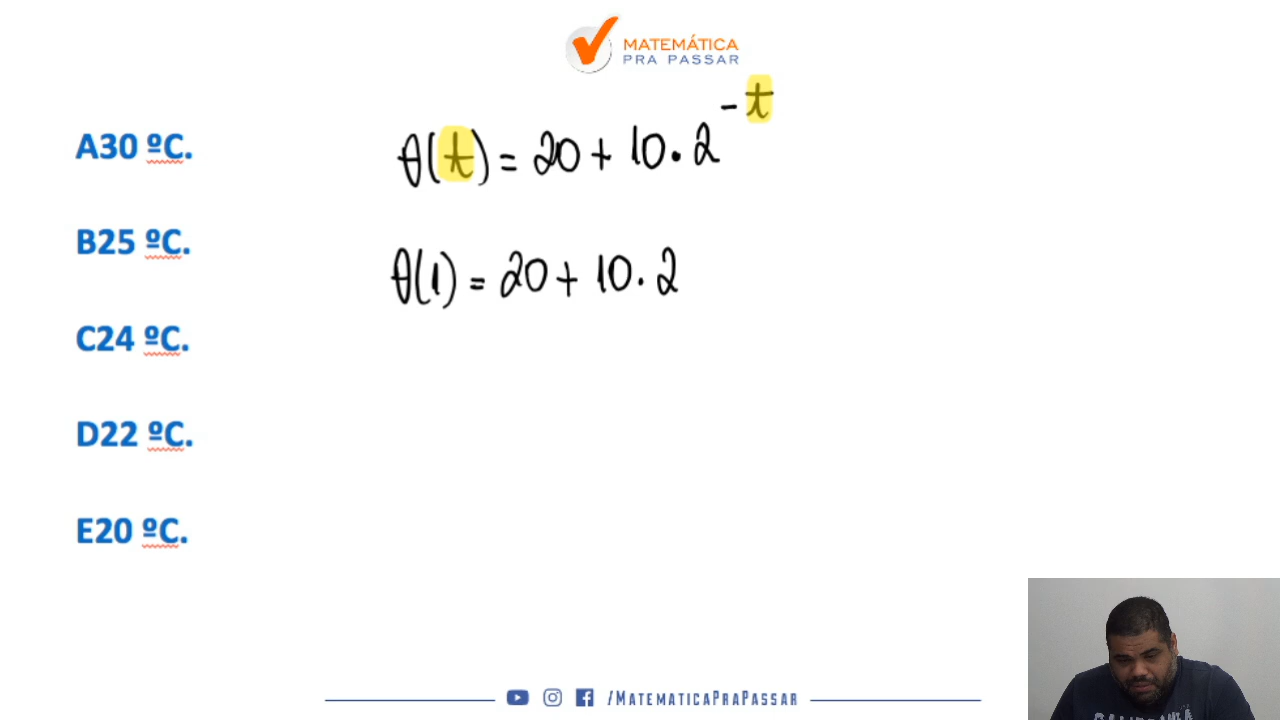 MATEMÁTICA
PRA PASSAR
A30 ºC.
θ(t) = 20 + 10 . 2^-t
B25 ºC.
θ(1) = 20 + 10 . 2
C24 ºC.
D22 ºC.
E20 ºC.
/MATEMATICAPRAPASSAR